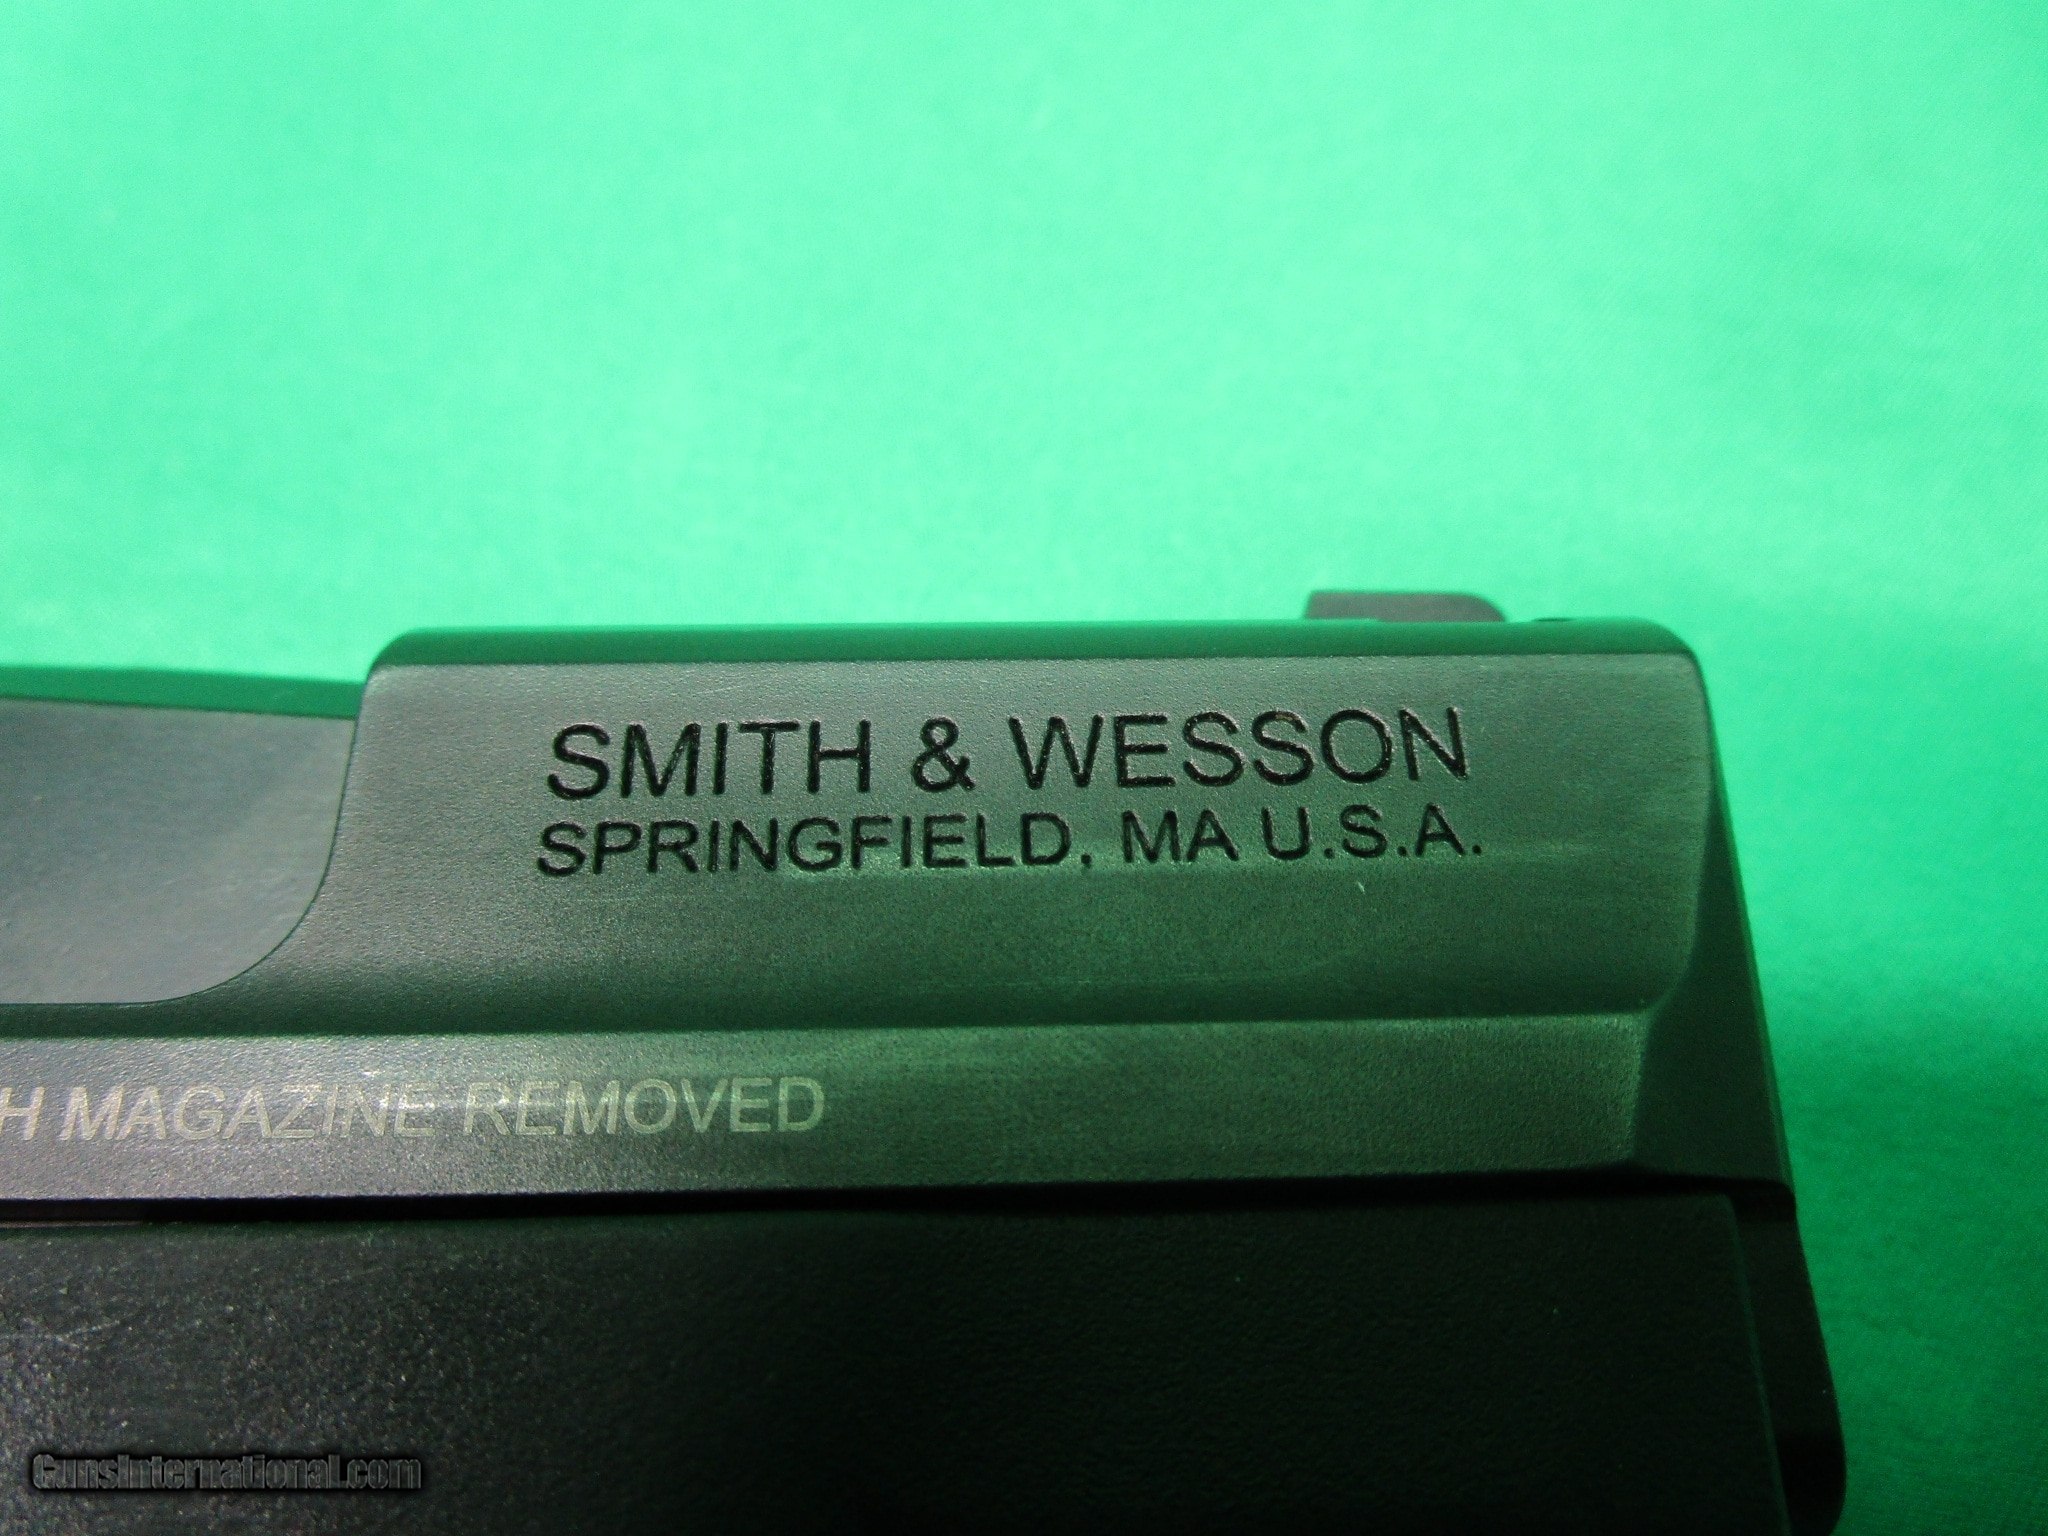 SMITH & WESSON
SPRINGFIELD, MA U.S.A.
H MAGAZINE REMOVED
GunsInternational.com